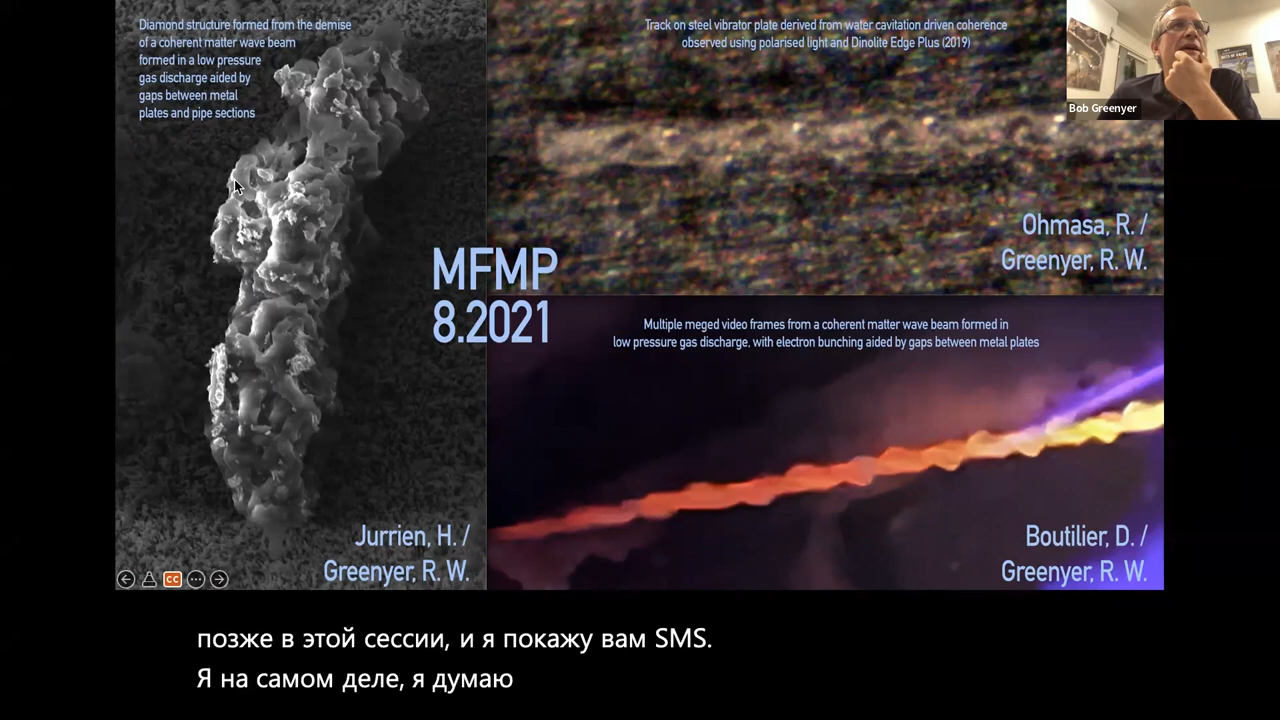 Diamond structure formed from the demise
of a coherent matter wave beam
formed in a low pressure
gas discharge aided by
gaps between metal
plates and pipe sections
Track on steel vibrator plate derived from water cavitation driven coherence
observed using polarised light and Dinolite Edge Plus (2019)
Bob Greenyer
Ohmasa, R. /
Greenyer, R. W.
MFMP
8.2021
Multiple meged video frames from a coherent matter wave beam formed in
low pressure gas discharge, with electron bunching aided by gaps between metal plates
Jurrien, H. /
Greenyer, R. W.
Boutilier, D. /
Greenyer, R. W.
CC
позже в этой сессии, и я покажу вам SMS.
Я на самом деле, я думаю